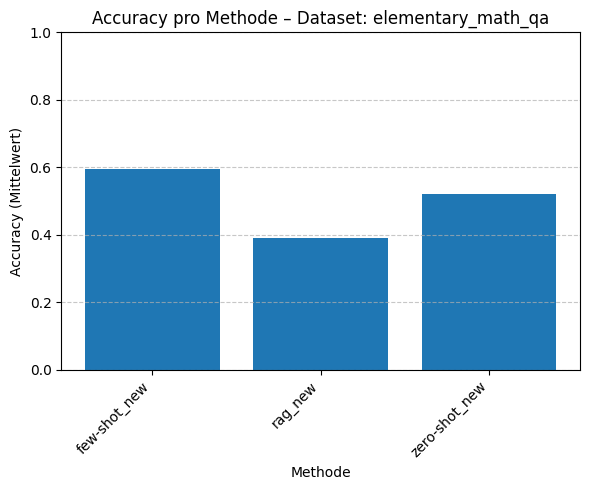 Accuracy pro Methode – Dataset: elementary_math_qa
Accuracy (Mittelwert)
1.0
0.8
0.6
0.4
0.2
0.0
few-shot_new
rag_new
zero-shot_new
Methode